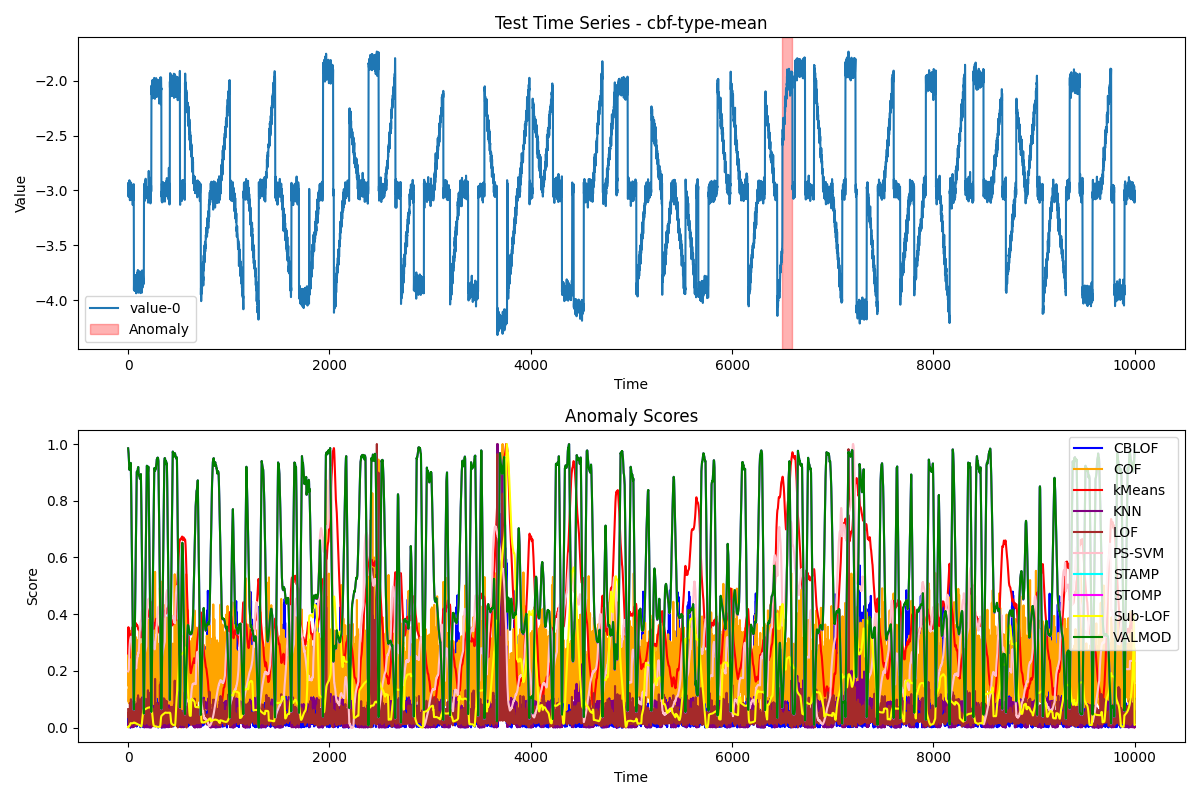 Test Time Series - cbf-type-mean
Value
−2.0
−2.5
−3.0
−3.5
−4.0
value-0
Anomaly
0 2000 4000 6000 8000 10000
Time
Anomaly Scores
Score
1.0
0.8
0.6
0.4
0.2
0.0
CBLOF
COF
kMeans
KNN
LOF
PS-SVM
STAMP
STOMP
Sub-LOF
VALMOD
0 2000 4000 6000 8000 10000
Time